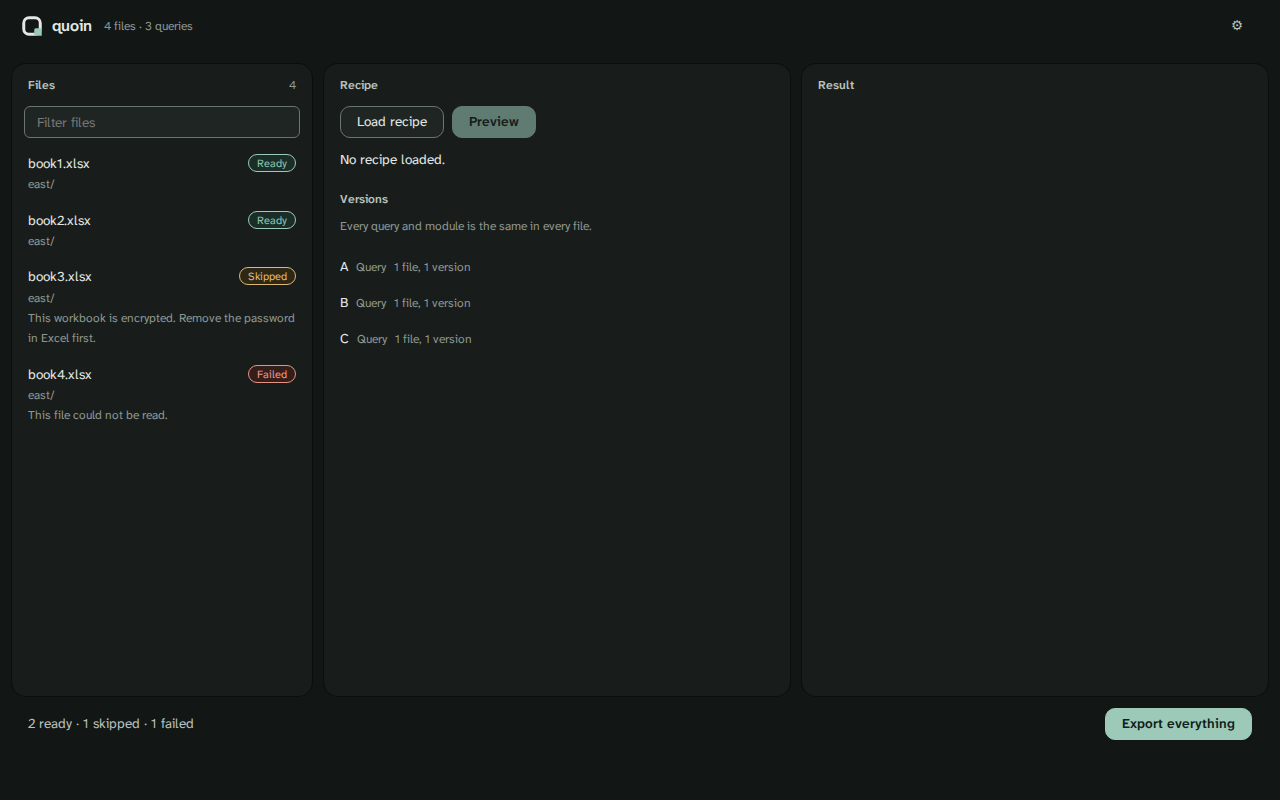 quoin 4 files · 3 queries
Files 4
Filter files
book1.xlsx Ready
east/
book2.xlsx Ready
east/
book3.xlsx Skipped
east/
This workbook is encrypted. Remove the password
in Excel first.
book4.xlsx Failed
east/
This file could not be read.
Recipe
Load recipe Preview
No recipe loaded.
Versions
Every query and module is the same in every file.
A Query 1 file, 1 version
B Query 1 file, 1 version
C Query 1 file, 1 version
Result
2 ready · 1 skipped · 1 failed
Export everything